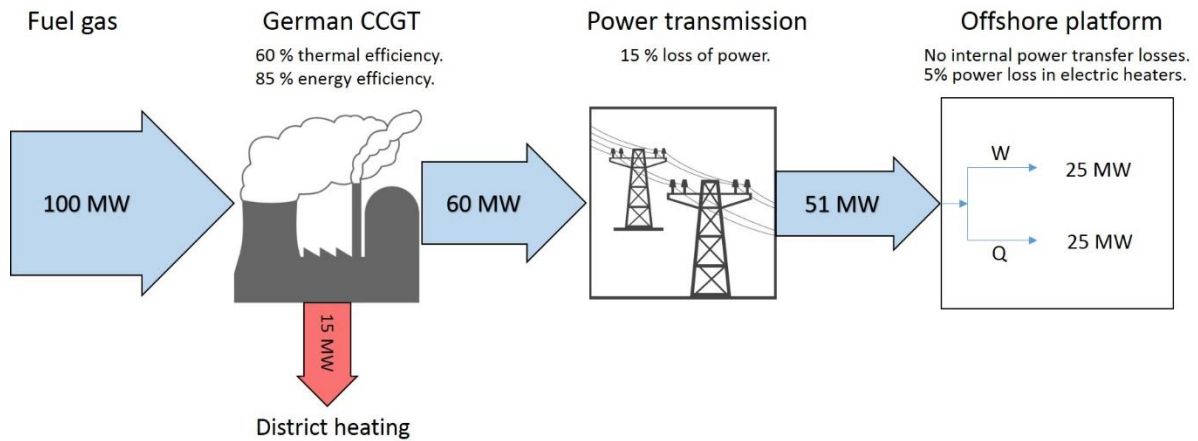 Fuel gas
German CCGT
60 % thermal efficiency.
85 % energy efficiency.
Power transmission
15 % loss of power.
Offshore platform
No internal power transfer losses.
5% power loss in electric heaters.
100 MW
60 MW
51 MW
W
25 MW
Q
25 MW
15 MW
District heating